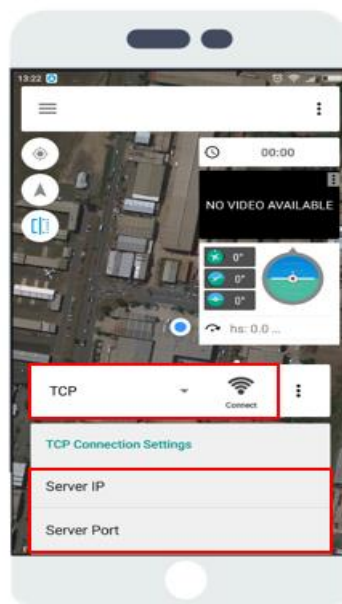 13:22
00:00
NO VIDEO AVAILABLE
0°
0°
0°
hs: 0.0 ...
TCP
Connect
TCP Connection Settings
Server IP
Server Port